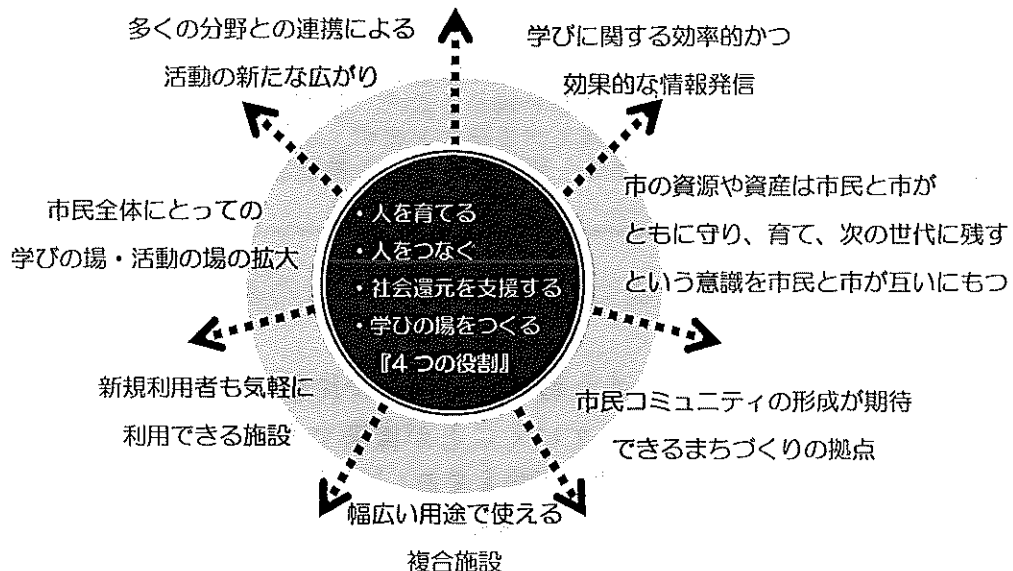 多くの分野との連携による
活動の新たな広がり
学びに関する効率的かつ
効果的な情報発信
市民全体にとっての
学びの場・活動の場の拡大
・人を育てる
・人をつなぐ
・社会還元を支援する
・学びの場をつくる
『4つの役割』
市の資源や資産は市民と市が
ともに守り、育て、次の世代に残す
という意識を市民と市が互いにもつ
新規利用者も気軽に
利用できる施設
市民コミュニティの形成が期待
できるまちづくりの拠点
幅広い用途で使える
複合施設